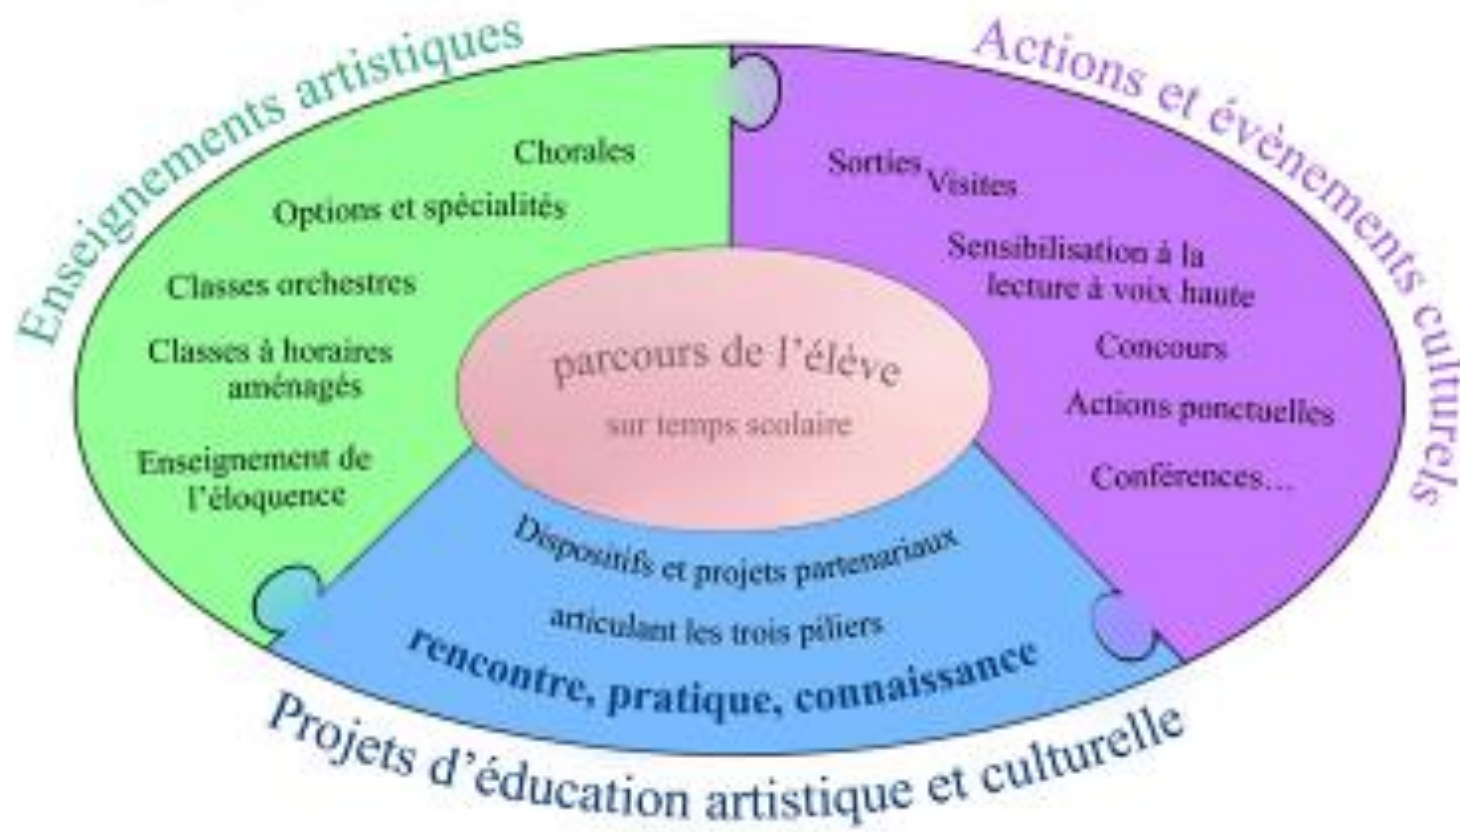 Enseignements artistiques
Chorales
Options et spécialités
Classes orchestres
Classes à horaires
aménagés
Enseignement de
l’éloquence
Actions et évènements culturels
Sorties
Visites
Sensibilisation à la
lecture à voix haute
Concours
Actions ponctuelles
Conférences...
parcours de l’élève
sur temps scolaire
Dispositifs et projets partenariaux
articulant les trois piliers
rencontre, pratique, connaissance
Projets d’éducation artistique et culturelle